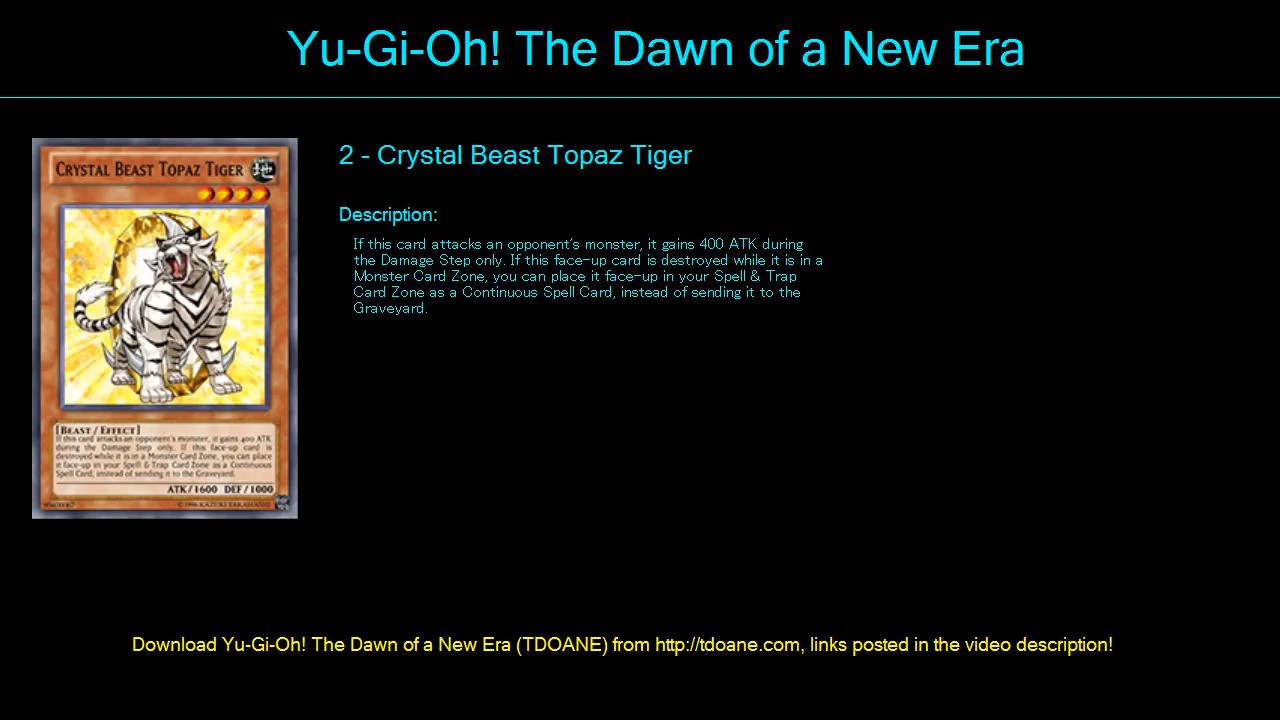 Yu-Gi-Oh! The Dawn of a New Era
CRYSTAL BEAST TOPAZ TIGER
地
2 - Crystal Beast Topaz Tiger
Description:
If this card attacks an opponent's monster, it gains 400 ATK during
the Damage Step only. If this face-up card is destroyed while it is in a
Monster Card Zone, you can place it face-up in your Spell & Trap
Card Zone as a Continuous Spell Card, instead of sending it to the
Graveyard.
[BEAST / EFFECT]
If this card attacks an opponent's monster, it gains 400 ATK
during the Damage Step only. If this face-up card is
destroyed while it is in a Monster Card Zone, you can place
it face-up in your Spell & Trap Card Zone as a Continuous
Spell Card, instead of sending it to the Graveyard.
ATK/1600 DEF/1000
©1996 KAZUKI TAKAHASHI
Download Yu-Gi-Oh! The Dawn of a New Era (TDOANE) from http://tdoane.com, links posted in the video description!